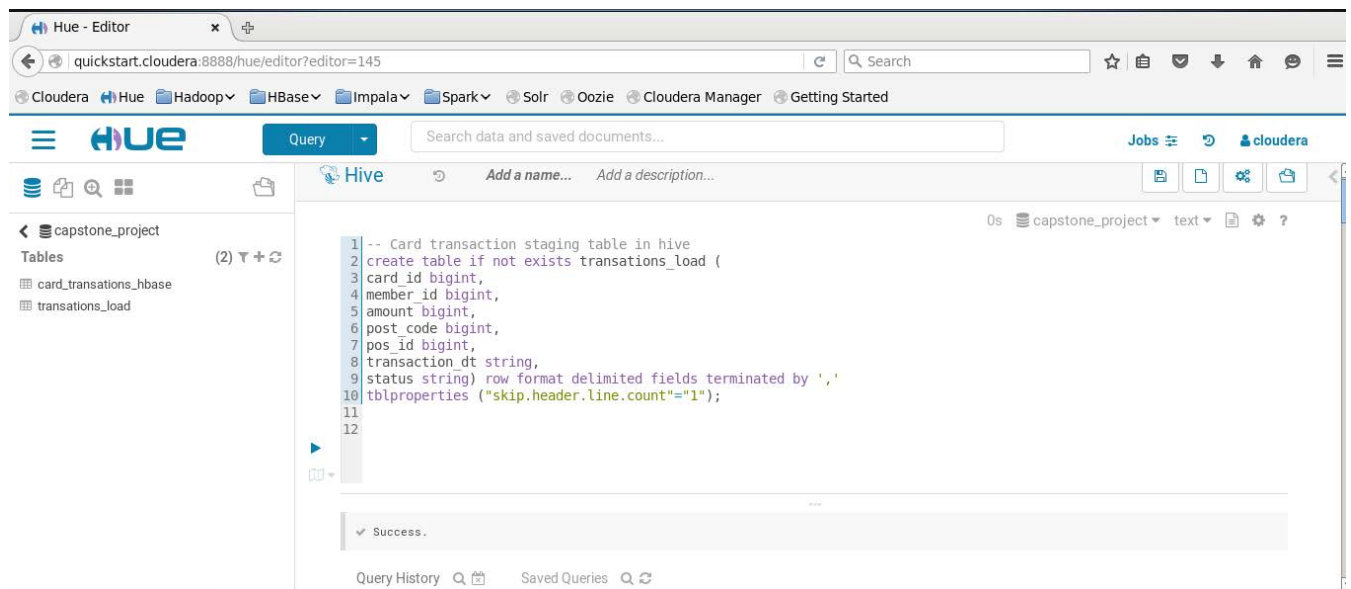 Hue - Editor
quickstart.cloudera:8888/hue/editor?editor=145
Search
Cloudera Hue Hadoop HBase Impala Spark Solr Oozie Cloudera Manager Getting Started
HUE
Query
Search data and saved documents...
Jobs
cloudera
Hive Add a name... Add a description...
capstone_project
Tables (2)
card_transations_hbase
transations_load
0s capstone_project text ?
1 -- Card transaction staging table in hive
2 create table if not exists transations_load (
3 card_id bigint,
4 member_id bigint,
5 amount bigint,
6 post_code bigint,
7 pos_id bigint,
8 transaction_dt string,
9 status string) row format delimited fields terminated by ','
10 tblproperties ("skip.header.line.count"="1");
11
12
Success.
Query History Saved Queries